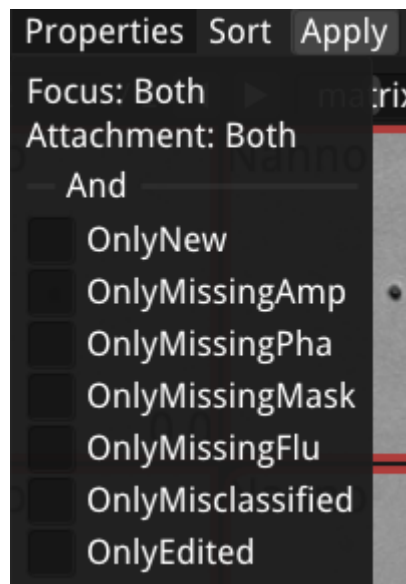 Properties Sort Apply
Focus: Both
Attachment: Both
And
OnlyNew
OnlyMissingAmp
OnlyMissingPha
OnlyMissingMask
OnlyMissingFlu
OnlyMisclassified
OnlyEdited